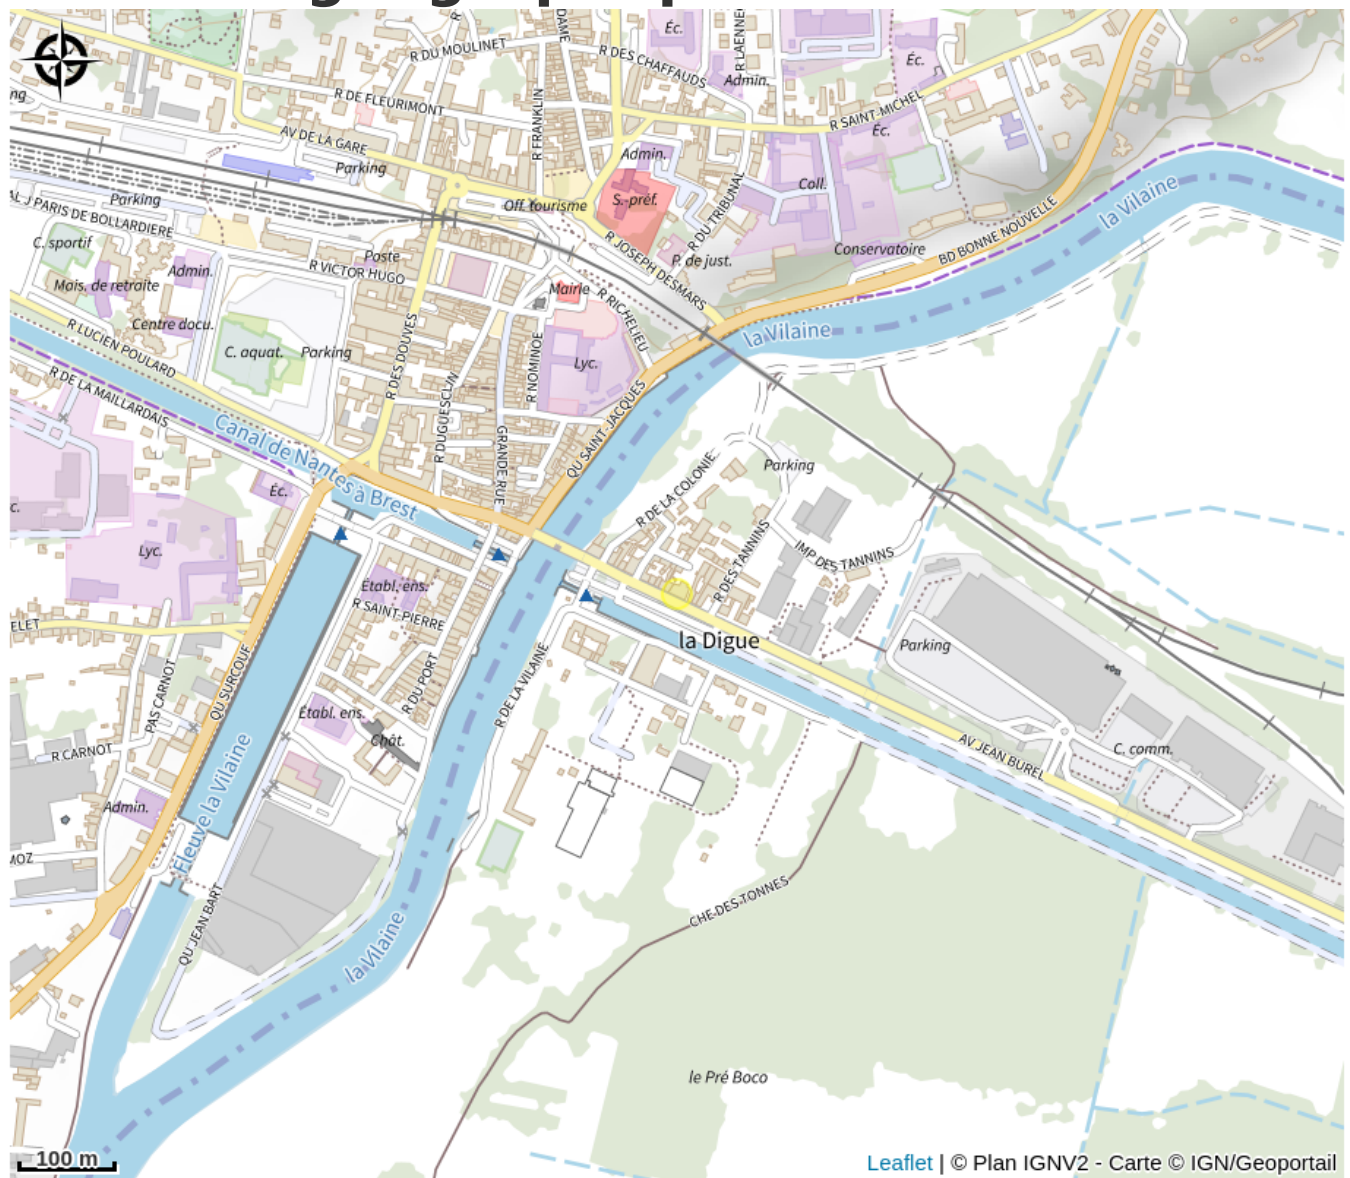 R DU MOULINET
R DES CHAFFAUDS
Éc.
R LAENNEC
Admin.
Éc.
R DE FLEURIMONT
R FRANKLIN
R SAINT-MICHEL
Éc.
AV DE LA GARE
Parking
Admin.
Coll.
S.-préf.
Off. tourisme
R DU TRIBUNAL
la Vilaine
Parking
AL J PARIS DE BOLLARDIERE
C. sportif
Poste
R JOSEPH DESMARS
P. de just.
Conservatoire
BD BONNE NOUVELLE
Admin.
R VICTOR HUGO
Mais. de retraite
Mairie
R RICHELIEU
Centre docu.
R LUCIEN POULARD
la Vilaine
C. aquat.
Parking
R DES DOUVES
R NOMINOE
Lyc.
R DE LA MAILLARDAIS
R DUGUESCLIN
QU SAINT-JACQUES
Canal de Nantes à Brest
GRANDE RUE
Parking
R DE LA COLONIE
Éc.
c.
Lyc.
R DES TANNINS
IMP DES TANNINS
Établ. ens.
R SAINT-PIERRE
ELET
la Digue
Parking
QU SURCOUF
PAS CARNOT
R DU PORT
R DE LA VILAINE
Établ. ens.
Chât.
R CARNOT
AV JEAN BUREL
C. comm.
Fleuve la Vilaine
Admin.
MOZ
CHE DES TONNES
QU JEAN BART
la Vilaine
le Pré Boco
100 m
Leaflet | © Plan IGNV2 - Carte © IGN/Geoportail